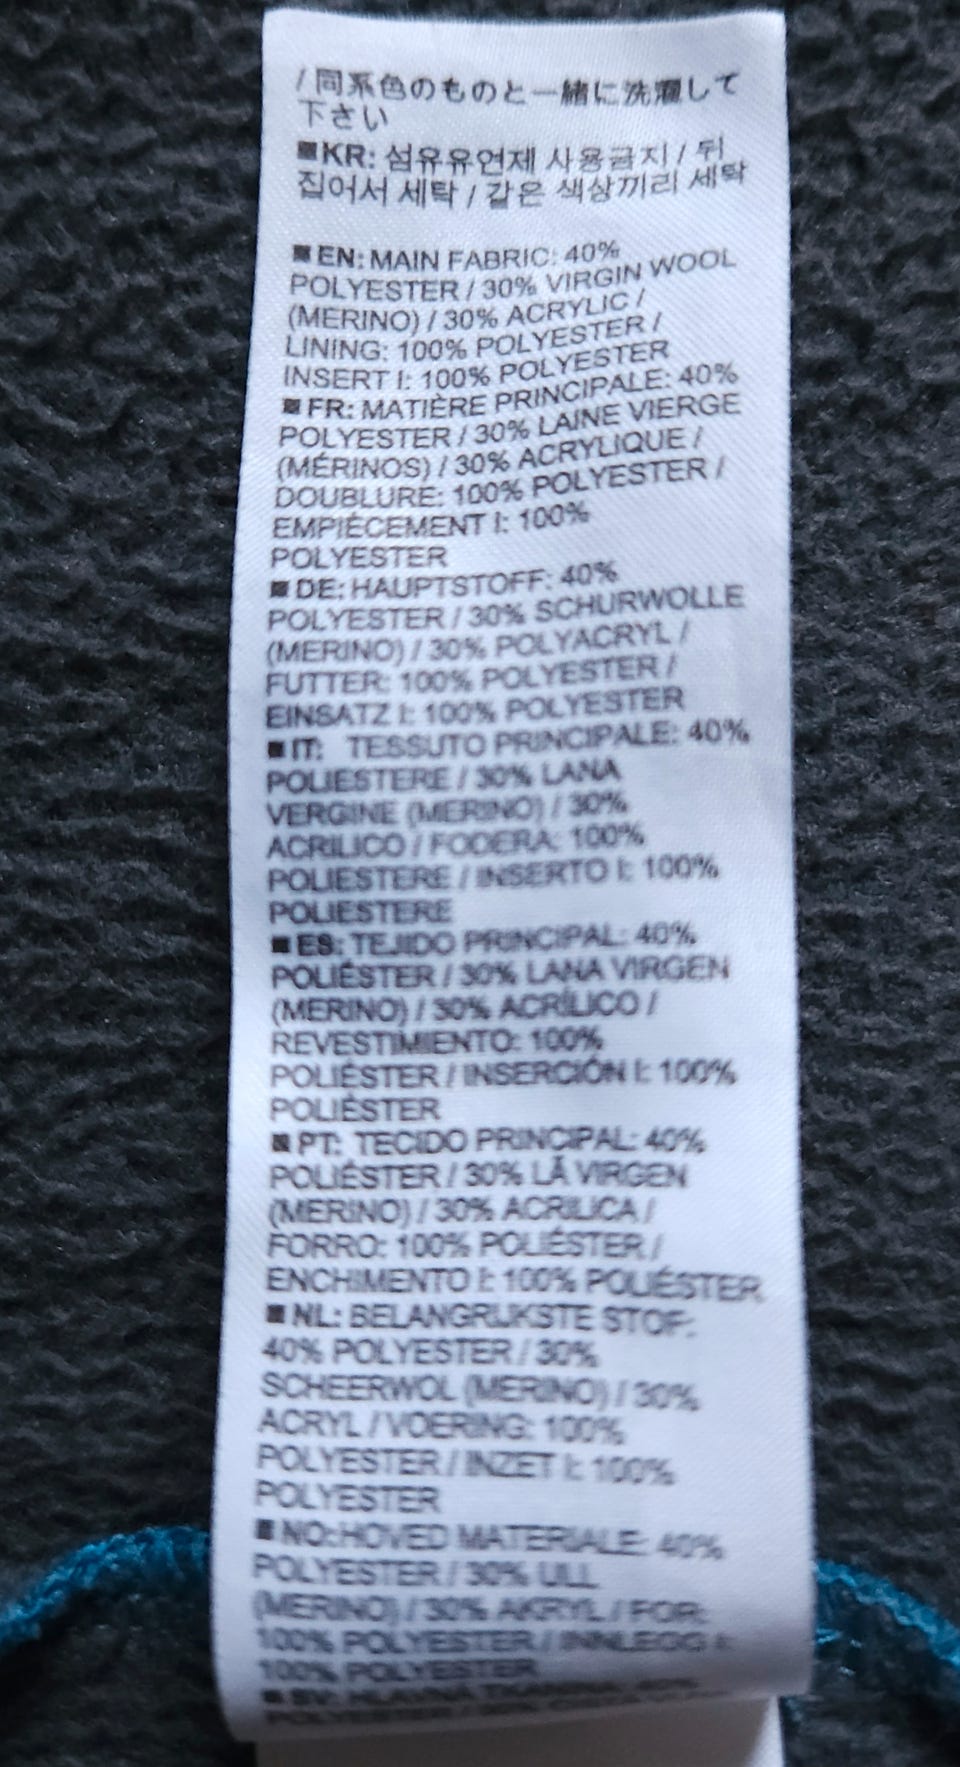 / 同系色のものと一緒に洗濯して
下さい
■KR: 섬유유연제 사용금지 / 뒤
집어서 세탁 / 같은 색상끼리 세탁
■EN: MAIN FABRIC: 40%
POLYESTER / 30% VIRGIN WOOL
(MERINO) / 30% ACRYLIC /
LINING: 100% POLYESTER /
INSERT I: 100% POLYESTER
■FR: MATIÈRE PRINCIPALE: 40%
POLYESTER / 30% LAINE VIERGE
(MÉRINOS) / 30% ACRYLIQUE /
DOUBLURE: 100% POLYESTER /
EMPIÈCEMENT I: 100%
POLYESTER
■DE: HAUPTSTOFF: 40%
POLYESTER / 30% SCHURWOLLE
(MERINO) / 30% POLYACRYL /
FUTTER: 100% POLYESTER /
EINSATZ I: 100% POLYESTER
■IT: TESSUTO PRINCIPALE: 40%
POLIESTERE / 30% LANA
VERGINE (MERINO) / 30%
ACRILICO / FODERA: 100%
POLIESTERE / INSERTO I: 100%
POLIESTERE
■ES: TEJIDO PRINCIPAL: 40%
POLIÉSTER / 30% LANA VIRGEN
(MERINO) / 30% ACRÍLICO /
REVESTIMIENTO: 100%
POLIÉSTER / INSERCIÓN I: 100%
POLIÉSTER
■PT: TECIDO PRINCIPAL: 40%
POLIÉSTER / 30% LÃ VIRGEN
(MERINO) / 30% ACRILICA /
FORRO: 100% POLIÉSTER /
ENCHIMENTO I: 100% POLIÉSTER
■NL: BELANGRIJKSTE STOF:
40% POLYESTER / 30%
SCHEERWOL (MERINO) / 30%
ACRYL / VOERING: 100%
POLYESTER / INZET I: 100%
POLYESTER
■NO: HOVED MATERIALE: 40%
POLYESTER / 30% ULL
(MERINO) / 30% AKRYL / FOR:
100% POLYESTER / INNLEGG I:
100% POLYESTER